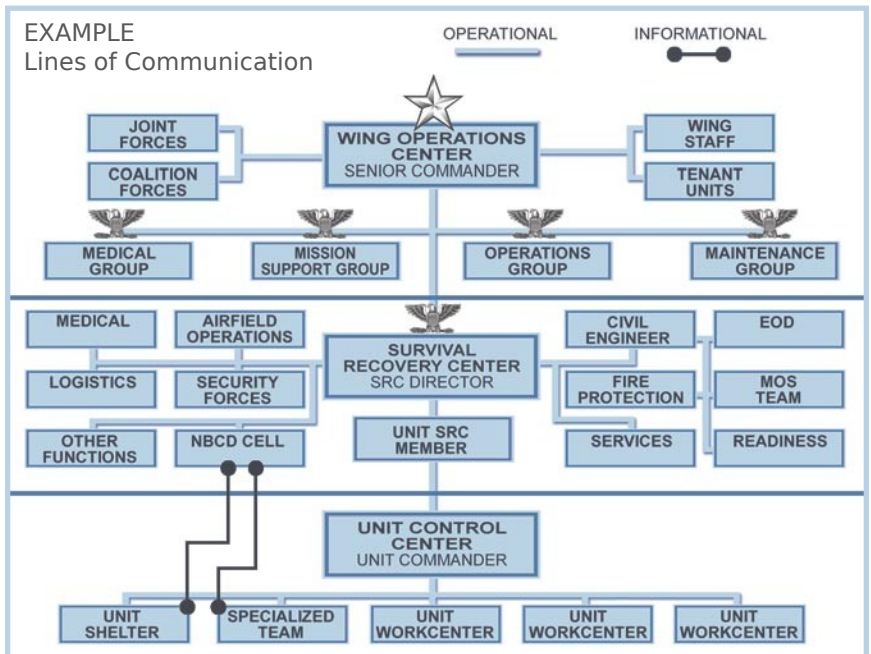 EXAMPLE
Lines of Communication
OPERATIONAL
INFORMATIONAL
JOINT
FORCES
COALITION
FORCES
WING OPERATIONS
CENTER
SENIOR COMMANDER
WING
STAFF
TENANT
UNITS
MEDICAL
GROUP
MISSION
SUPPORT GROUP
OPERATIONS
GROUP
MAINTENANCE
GROUP
MEDICAL
AIRFIELD
OPERATIONS
LOGISTICS
SECURITY
FORCES
OTHER
FUNCTIONS
NBCD CELL
SURVIVAL
RECOVERY CENTER
SRC DIRECTOR
UNIT SRC
MEMBER
CIVIL
ENGINEER
EOD
FIRE
PROTECTION
MOS
TEAM
SERVICES
READINESS
UNIT CONTROL
CENTER
UNIT COMMANDER
UNIT
SHELTER
SPECIALIZED
TEAM
UNIT
WORKCENTER
UNIT
WORKCENTER
UNIT
WORKCENTER